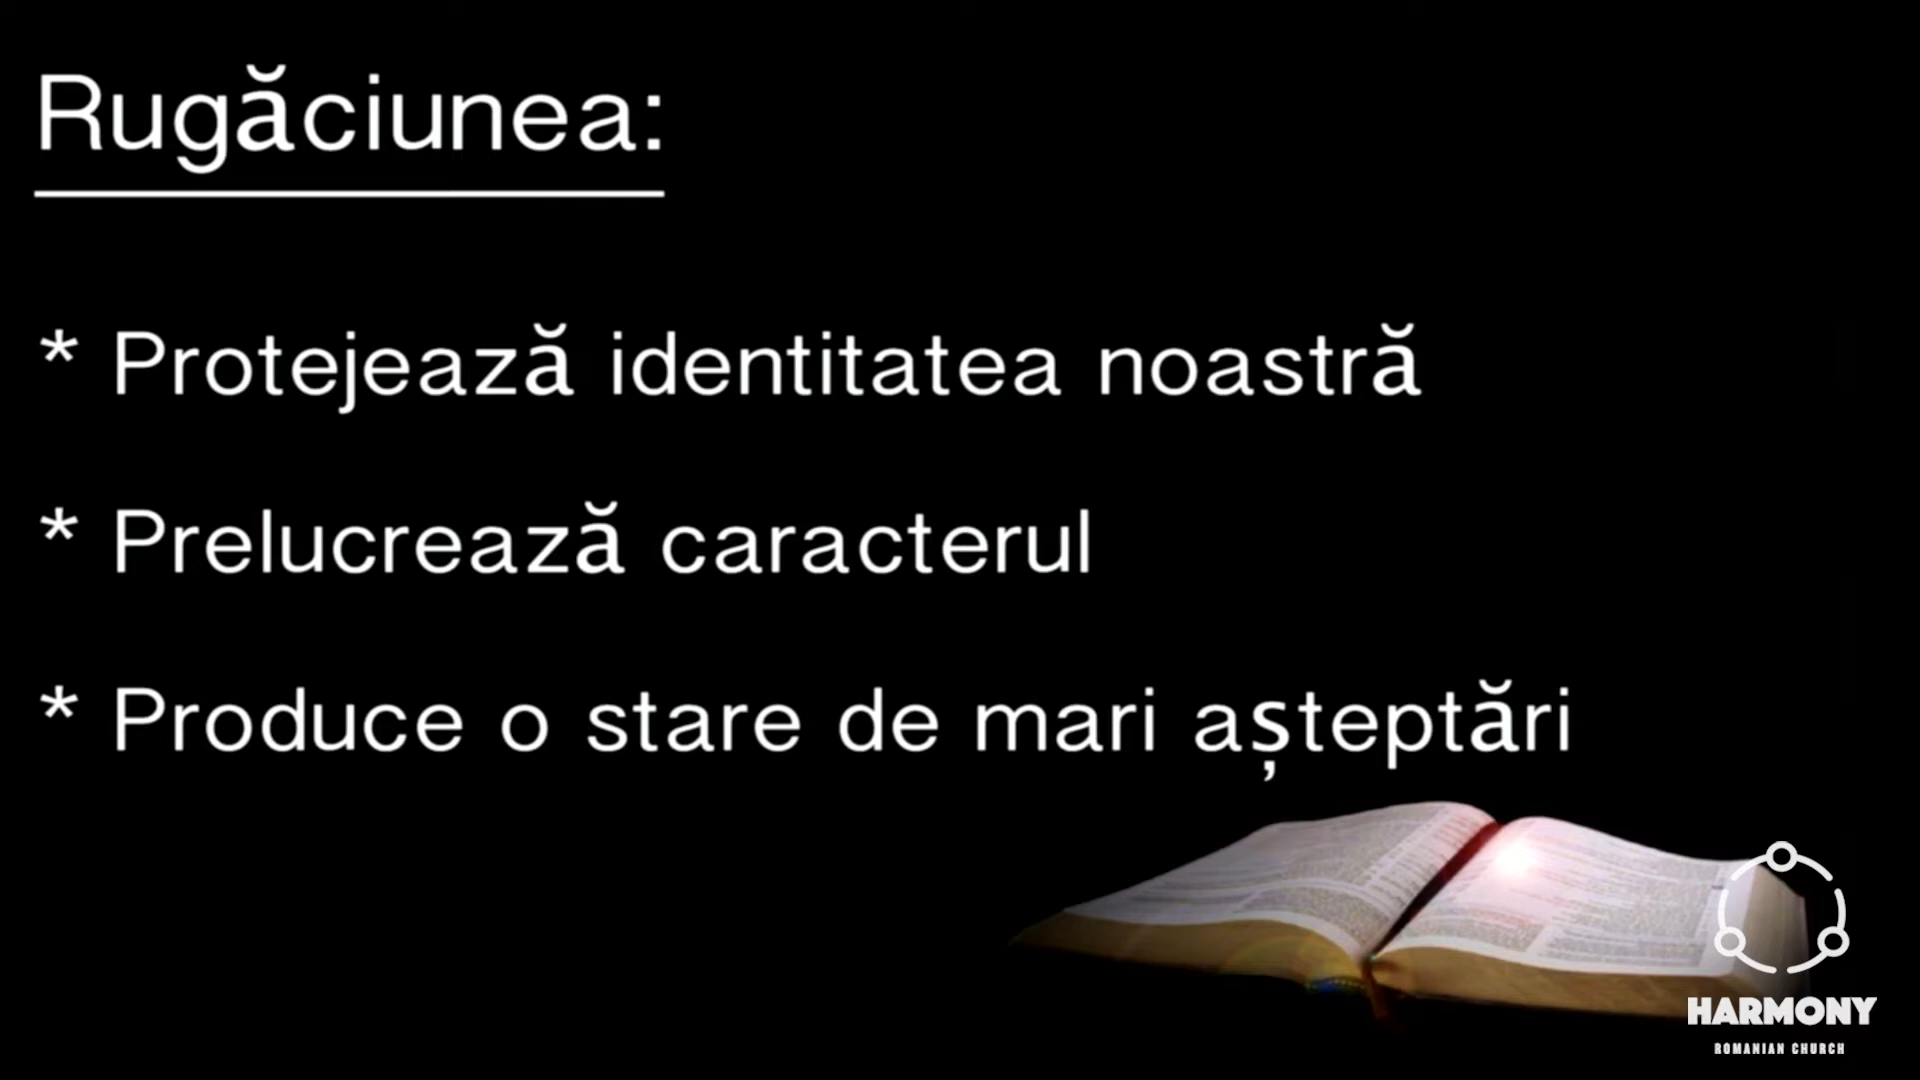 Rugăciunea:
* Protejează identitatea noastră
* Prelucrează caracterul
* Produce o stare de mari așteptări
HARMONY
ROMANIAN CHURCH